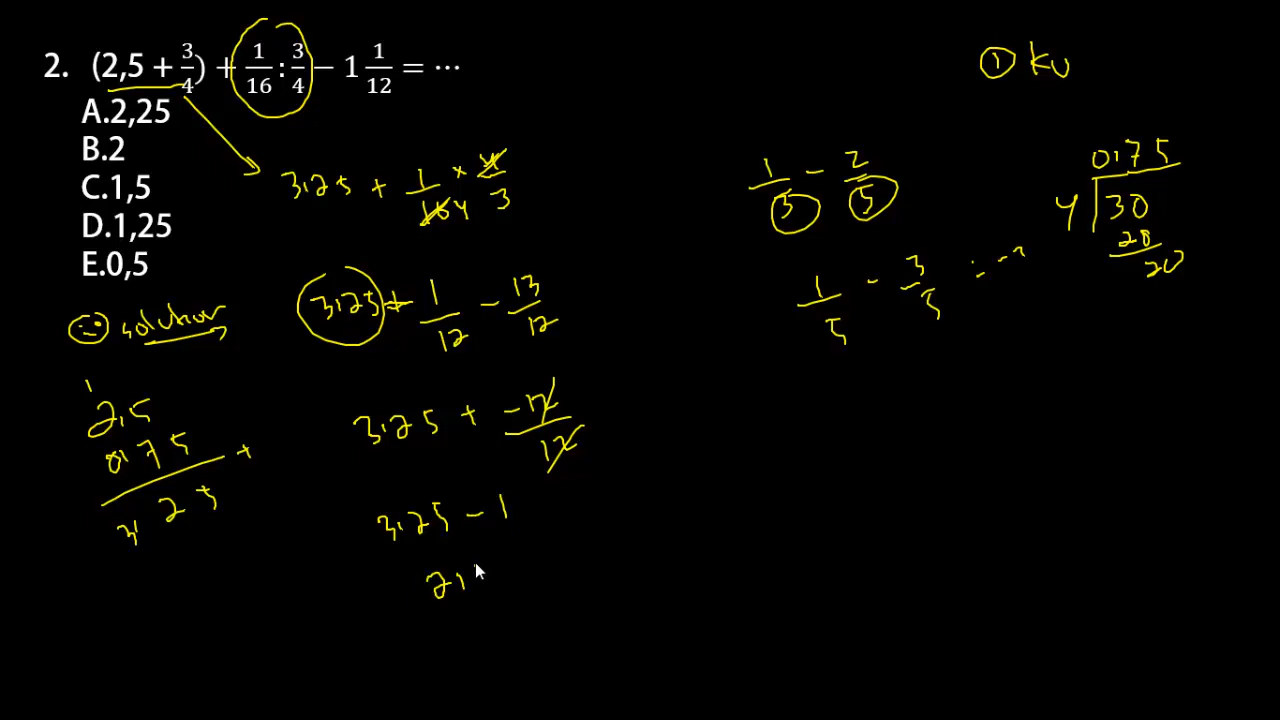 2. (2,5 + 3/4) + 1/16 : 3/4 − 1 1/12 = ⋯
A.2,25
B.2
C.1,5
D.1,25
E.0,5
solution
2,5
0,75 +
3,25
3,25 + 1/16 4 × 4/3
3,25 + 1/12 − 13/12
3,25 + −12/12
3,25 − 1
2,
1/5 − 2/5
1/5 − 3/5 =
① KU
0,75
4 30
20
20